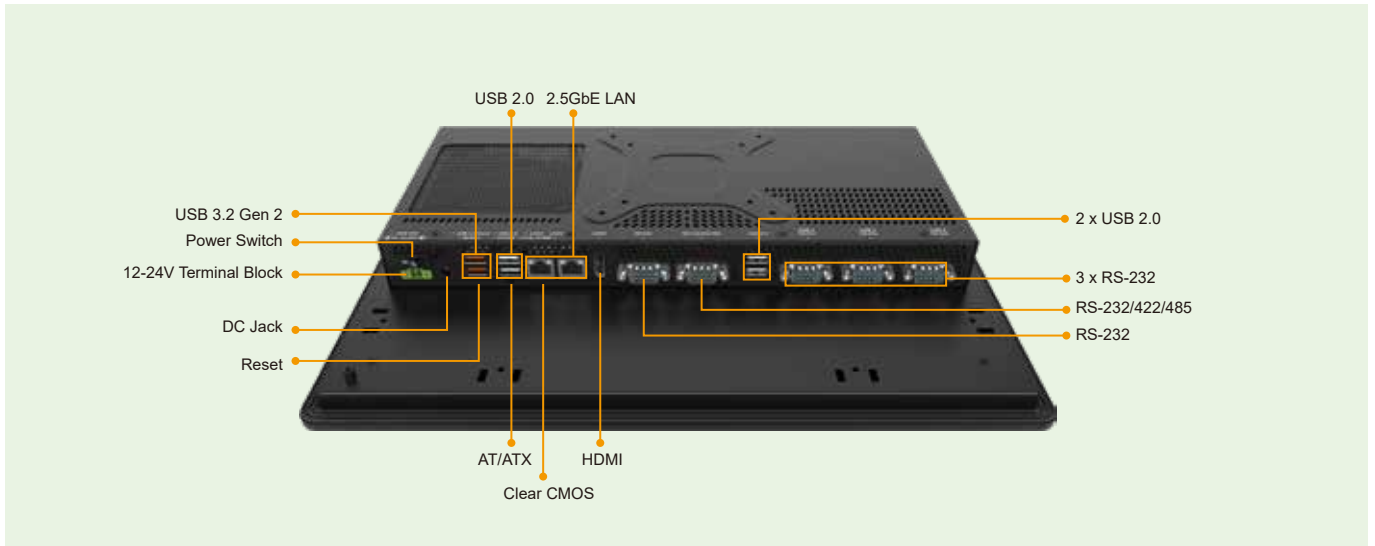 USB 2.0 2.5GbE LAN
USB 3.2 Gen 2
Power Switch
12-24V Terminal Block
DC Jack
Reset
2 x USB 2.0
3 x RS-232
RS-232/422/485
RS-232
AT/ATX
HDMI
Clear CMOS